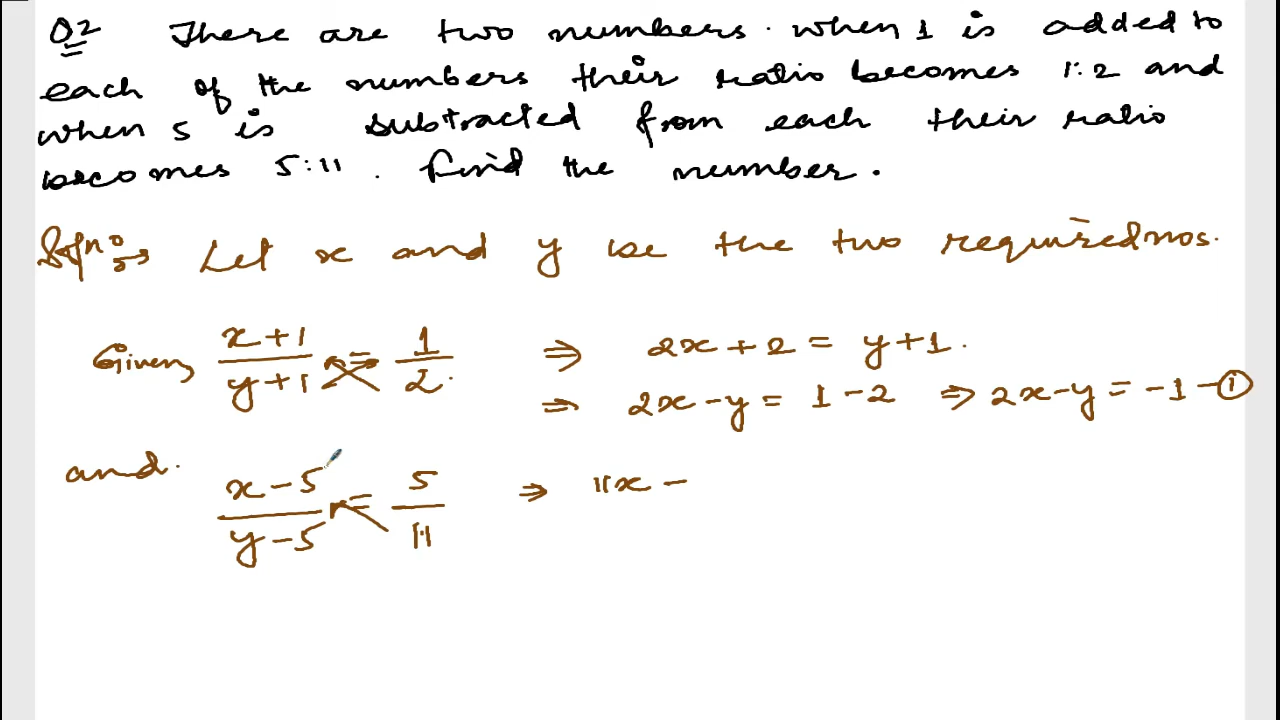 Q2 There are two numbers. when 1 is added to
each of the numbers their ratio becomes 1:2 and
when 5 is subtracted from each their ratio
becomes 5:11. find the number.
Solⁿ: → Let x and y be the two required nos.
Given, (x+1)/(y+1) = 1/2 ⇒ 2x + 2 = y + 1.
⇒ 2x - y = 1 - 2 ⇒ 2x - y = -1 - ①
and. (x-5)/(y-5) = 5/11 ⇒ 11x -